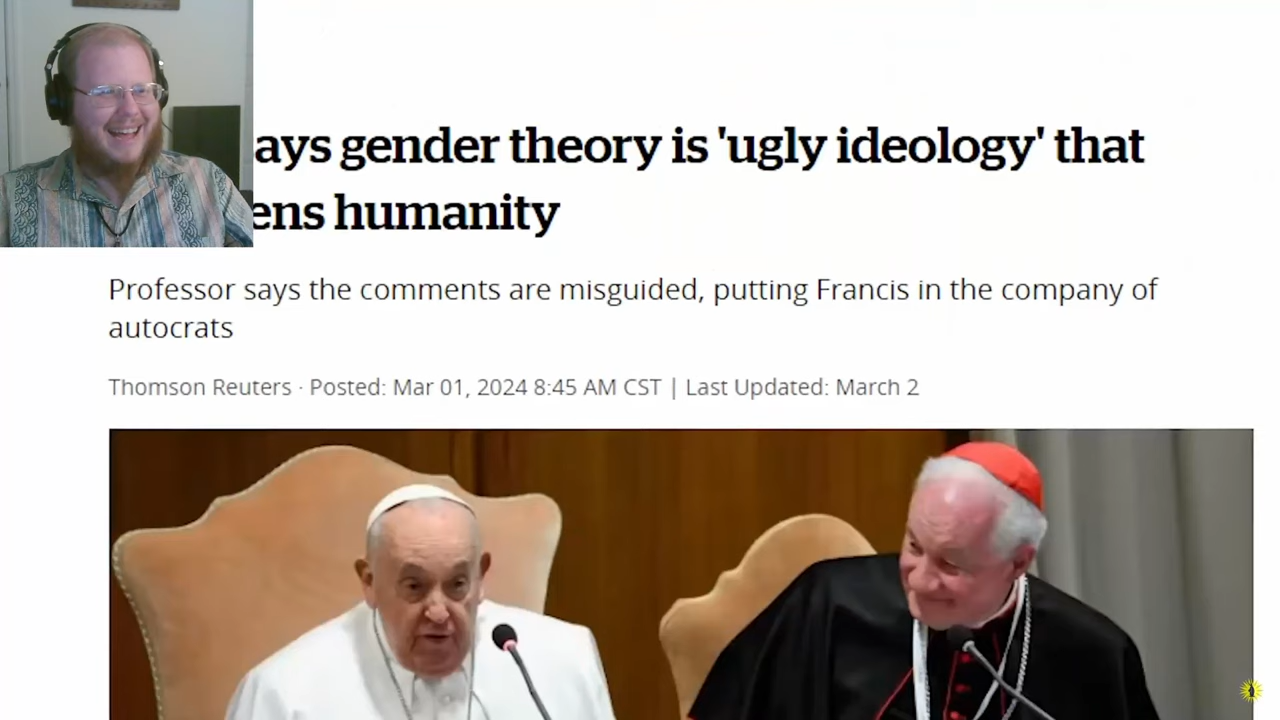 ays gender theory is 'ugly ideology' that
ens humanity
Professor says the comments are misguided, putting Francis in the company of
autocrats
Thomson Reuters · Posted: Mar 01, 2024 8:45 AM CST | Last Updated: March 2